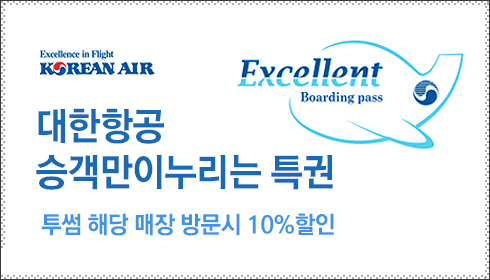 Excellence in Flight
KOREAN AIR
Excellent
Boarding pass
대한항공
승객만이누리는 특권
투썸 해당 매장 방문시 10%할인